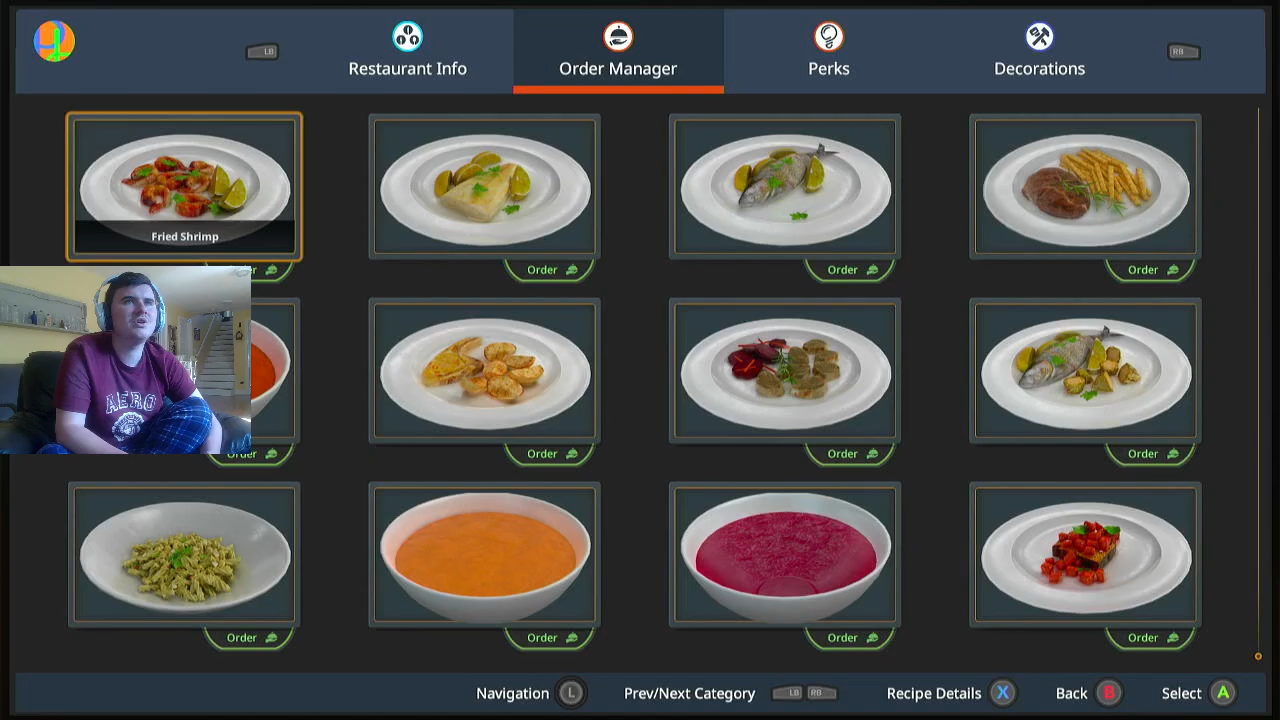 LB
Restaurant Info
Order Manager
Perks
Decorations
RB
Fried Shrimp
Order
Order
Order
AERO
Order
Order
Order
Order
Order
Order
Order
Order
Navigation L
Prev/Next Category LB RB
Recipe Details X
Back B
Select A